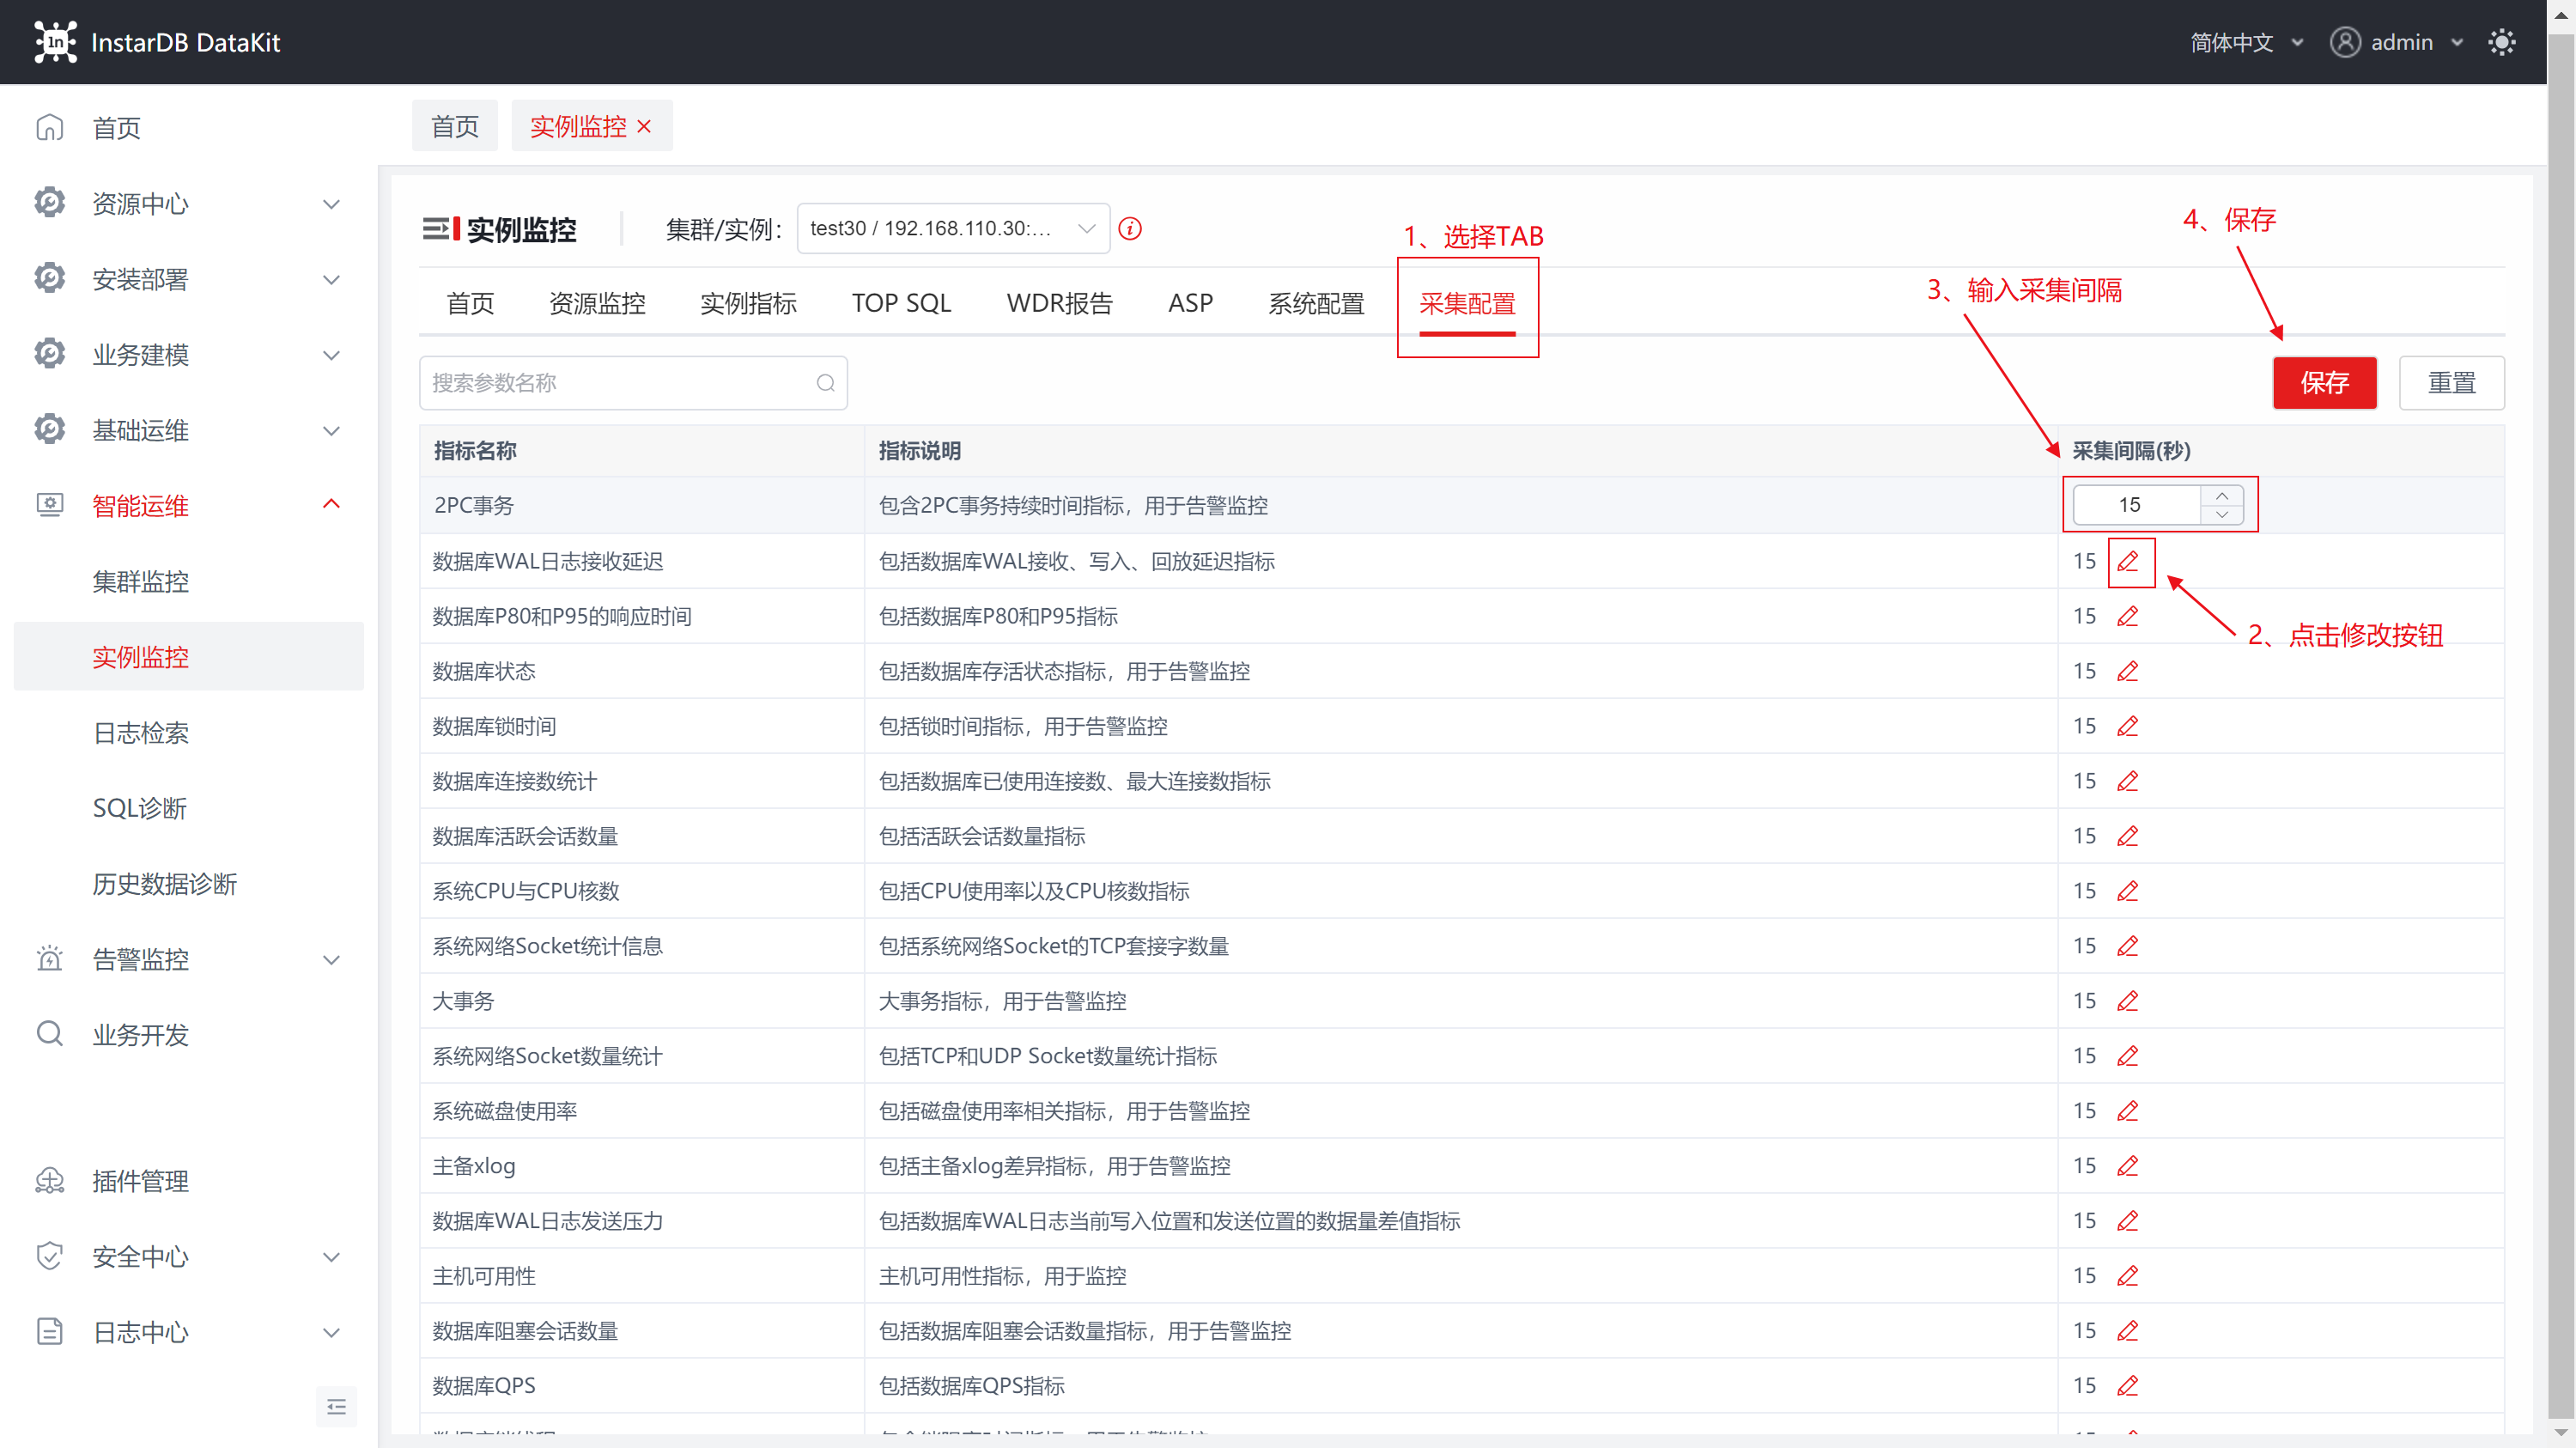 InstarDB DataKit
简体中文
admin
首页
资源中心
安装部署
业务建模
基础运维
智能运维
集群监控
实例监控
日志检索
SQL诊断
历史数据诊断
告警监控
业务开发
插件管理
安全中心
日志中心
首页 实例监控
实例监控 集群/实例: test30 / 192.168.110.30:...
1、选择TAB
4、保存
3、输入采集间隔
首页 资源监控 实例指标 TOP SQL WDR报告 ASP 系统配置 采集配置
搜索参数名称
保存 重置
指标名称 指标说明 采集间隔(秒)
2PC事务 包含2PC事务持续时间指标，用于告警监控 15
数据库WAL日志接收延迟 包括数据库WAL接收、写入、回放延迟指标 15
数据库P80和P95的响应时间 包括数据库P80和P95指标 15
2、点击修改按钮
数据库状态 包括数据库存活状态指标，用于告警监控 15
数据库锁时间 包括锁时间指标，用于告警监控 15
数据库连接数统计 包括数据库已使用连接数、最大连接数指标 15
数据库活跃会话数量 包括活跃会话数量指标 15
系统CPU与CPU核数 包括CPU使用率以及CPU核数指标 15
系统网络Socket统计信息 包括系统网络Socket的TCP套接字数量 15
大事务 大事务指标，用于告警监控 15
系统网络Socket数量统计 包括TCP和UDP Socket数量统计指标 15
系统磁盘使用率 包括磁盘使用率相关指标，用于告警监控 15
主备xlog 包括主备xlog差异指标，用于告警监控 15
数据库WAL日志发送压力 包括数据库WAL日志当前写入位置和发送位置的数据量差值指标 15
主机可用性 主机可用性指标，用于监控 15
数据库阻塞会话数量 包括数据库阻塞会话数量指标，用于告警监控 15
数据库QPS 包括数据库QPS指标 15